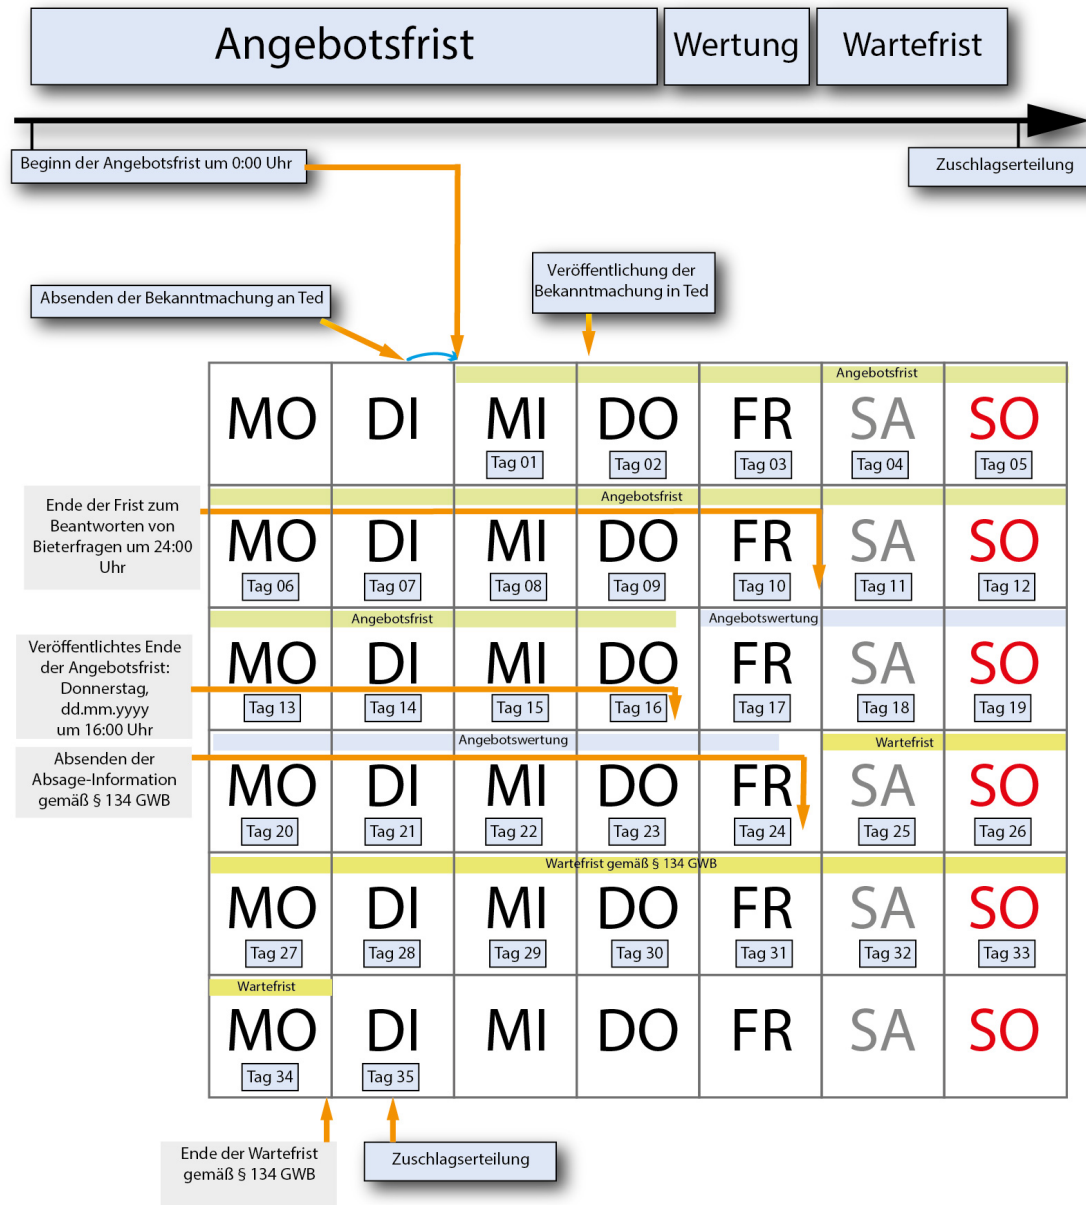 Angebotsfrist
Wertung
Wartefrist
Beginn der Angebotsfrist um 0:00 Uhr
Zuschlagserteilung
Absenden der Bekanntmachung an Ted
Veröffentlichung der
Bekanntmachung in Ted
Angebotsfrist
MO DI MI DO FR SA SO
Tag 01 Tag 02 Tag 03 Tag 04 Tag 05
Ende der Frist zum
Beantworten von
Bieterfragen um 24:00
Uhr
Angebotsfrist
MO DI MI DO FR SA SO
Tag 06 Tag 07 Tag 08 Tag 09 Tag 10 Tag 11 Tag 12
Veröffentlichtes Ende
der Angebotsfrist:
Donnerstag,
dd.mm.yyyy
um 16:00 Uhr
Angebotsfrist Angebotswertung
MO DI MI DO FR SA SO
Tag 13 Tag 14 Tag 15 Tag 16 Tag 17 Tag 18 Tag 19
Absenden der
Absage-Information
gemäß § 134 GWB
Angebotswertung Wartefrist
MO DI MI DO FR SA SO
Tag 20 Tag 21 Tag 22 Tag 23 Tag 24 Tag 25 Tag 26
Wartefrist gemäß § 134 GWB
MO DI MI DO FR SA SO
Tag 27 Tag 28 Tag 29 Tag 30 Tag 31 Tag 32 Tag 33
Wartefrist
MO DI MI DO FR SA SO
Tag 34 Tag 35
Ende der Wartefrist
gemäß § 134 GWB
Zuschlagserteilung